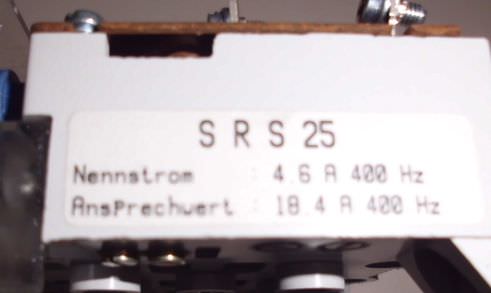 S R S 25
Nennstrom : 4.6 A 400 Hz
AnsPrechwert : 18.4 A 400 Hz